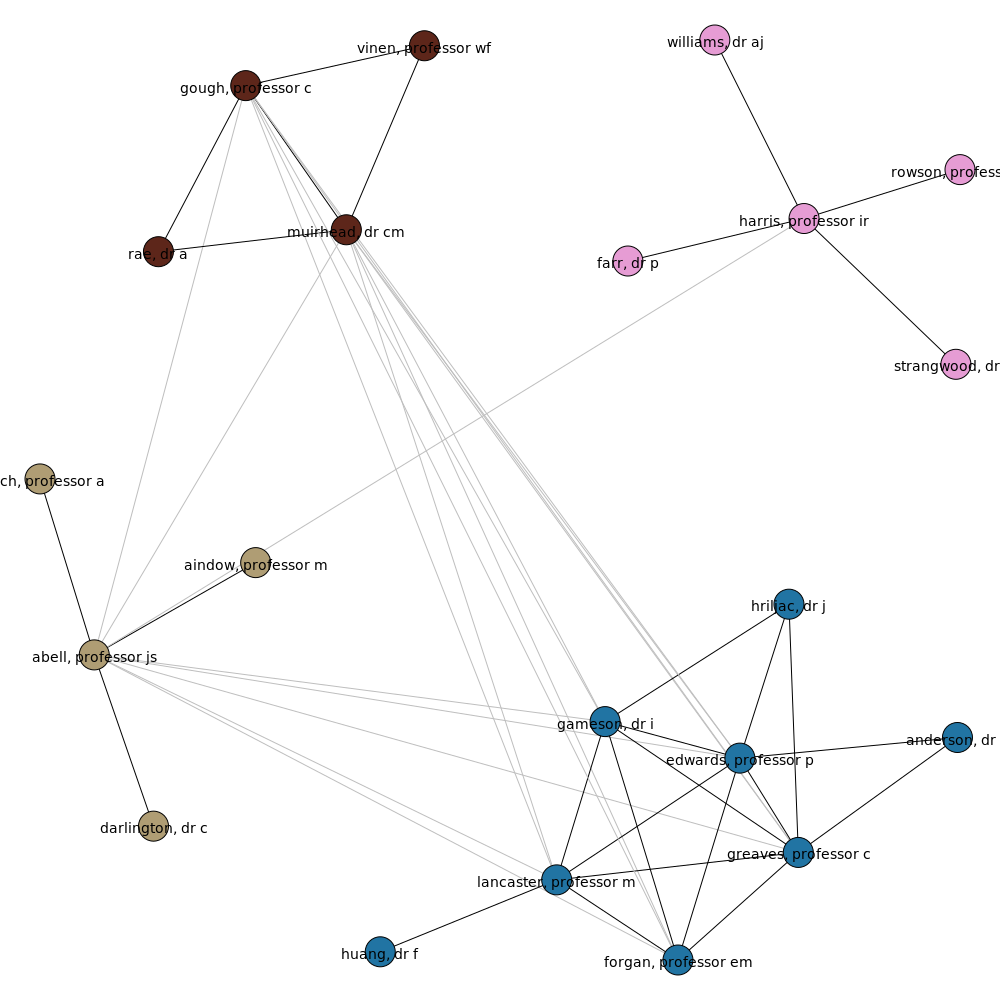 williams, dr aj
vinen, professor wf
gough, professor c
rowson, profess
harris, professor ir
muirhead, dr cm
rae, dr a
farr, dr p
strangwood, dr
ch, professor a
aindow, professor m
hriljac, dr j
abell, professor js
gameson, dr i
anderson, dr
edwards, professor p
darlington, dr c
greaves, professor c
lancaster, professor m
huang, dr f
forgan, professor em